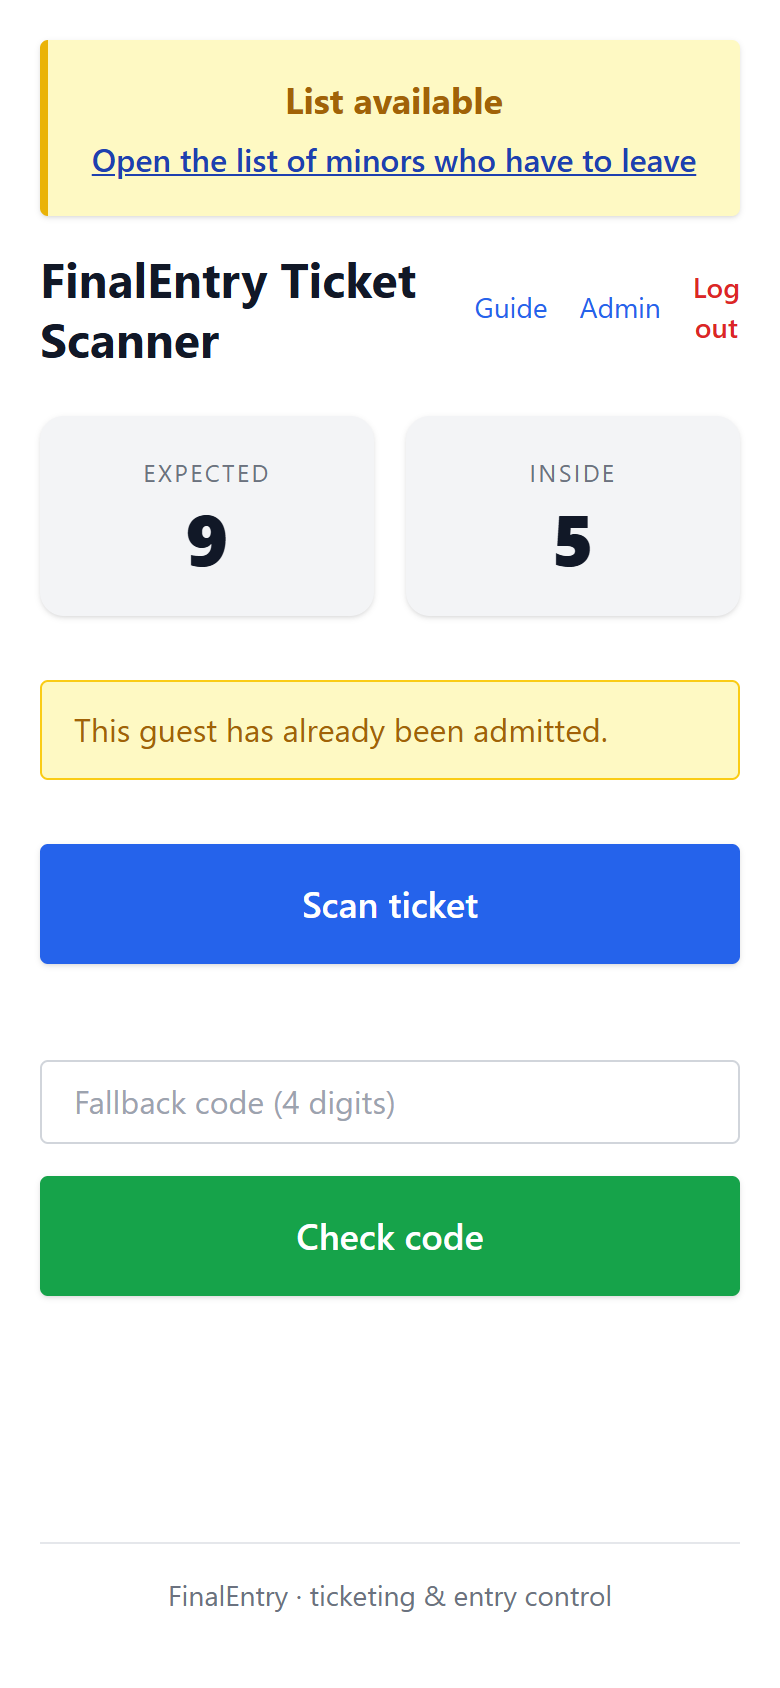 List available
Open the list of minors who have to leave
FinalEntry Ticket
Scanner
Guide
Admin
Log
out
EXPECTED
9
INSIDE
5
This guest has already been admitted.
Scan ticket
Fallback code (4 digits)
Check code
FinalEntry · ticketing & entry control